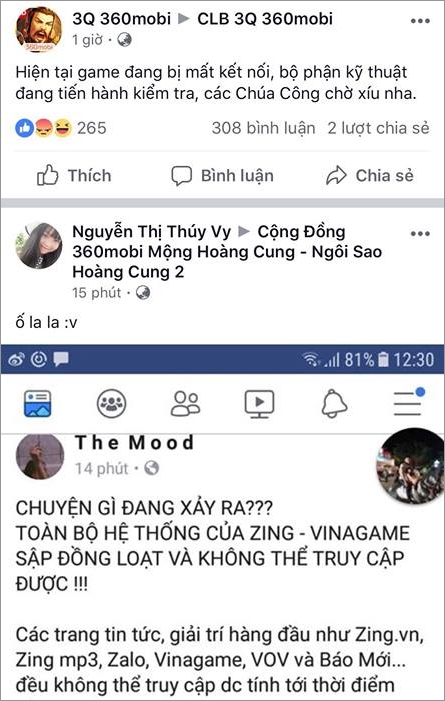 3Q 360mobi ▶ CLB 3Q 360mobi
1 giờ ·
360mobi
Hiện tại game đang bị mất kết nối, bộ phận kỹ thuật
đang tiến hành kiểm tra, các Chúa Công chờ xíu nha.
265 308 bình luận 2 lượt chia sẻ
Thích Bình luận Chia sẻ
Nguyễn Thị Thúy Vy ▶ Cộng Đồng
360mobi Mộng Hoàng Cung - Ngôi Sao
Hoàng Cung 2
15 phút ·
ố la la :v
81% 12:30
The Mood
14 phút ·
CHUYỆN GÌ ĐANG XẢY RA???
TOÀN BỘ HỆ THỐNG CỦA ZING - VINAGAME
SẬP ĐỒNG LOẠT VÀ KHÔNG THỂ TRUY CẬP
ĐƯỢC !!!
Các trang tin tức, giải trí hàng đầu như Zing.vn,
Zing mp3, Zalo, Vinagame, VOV và Báo Mới...
đều không thể truy cập dc tính tới thời điểm